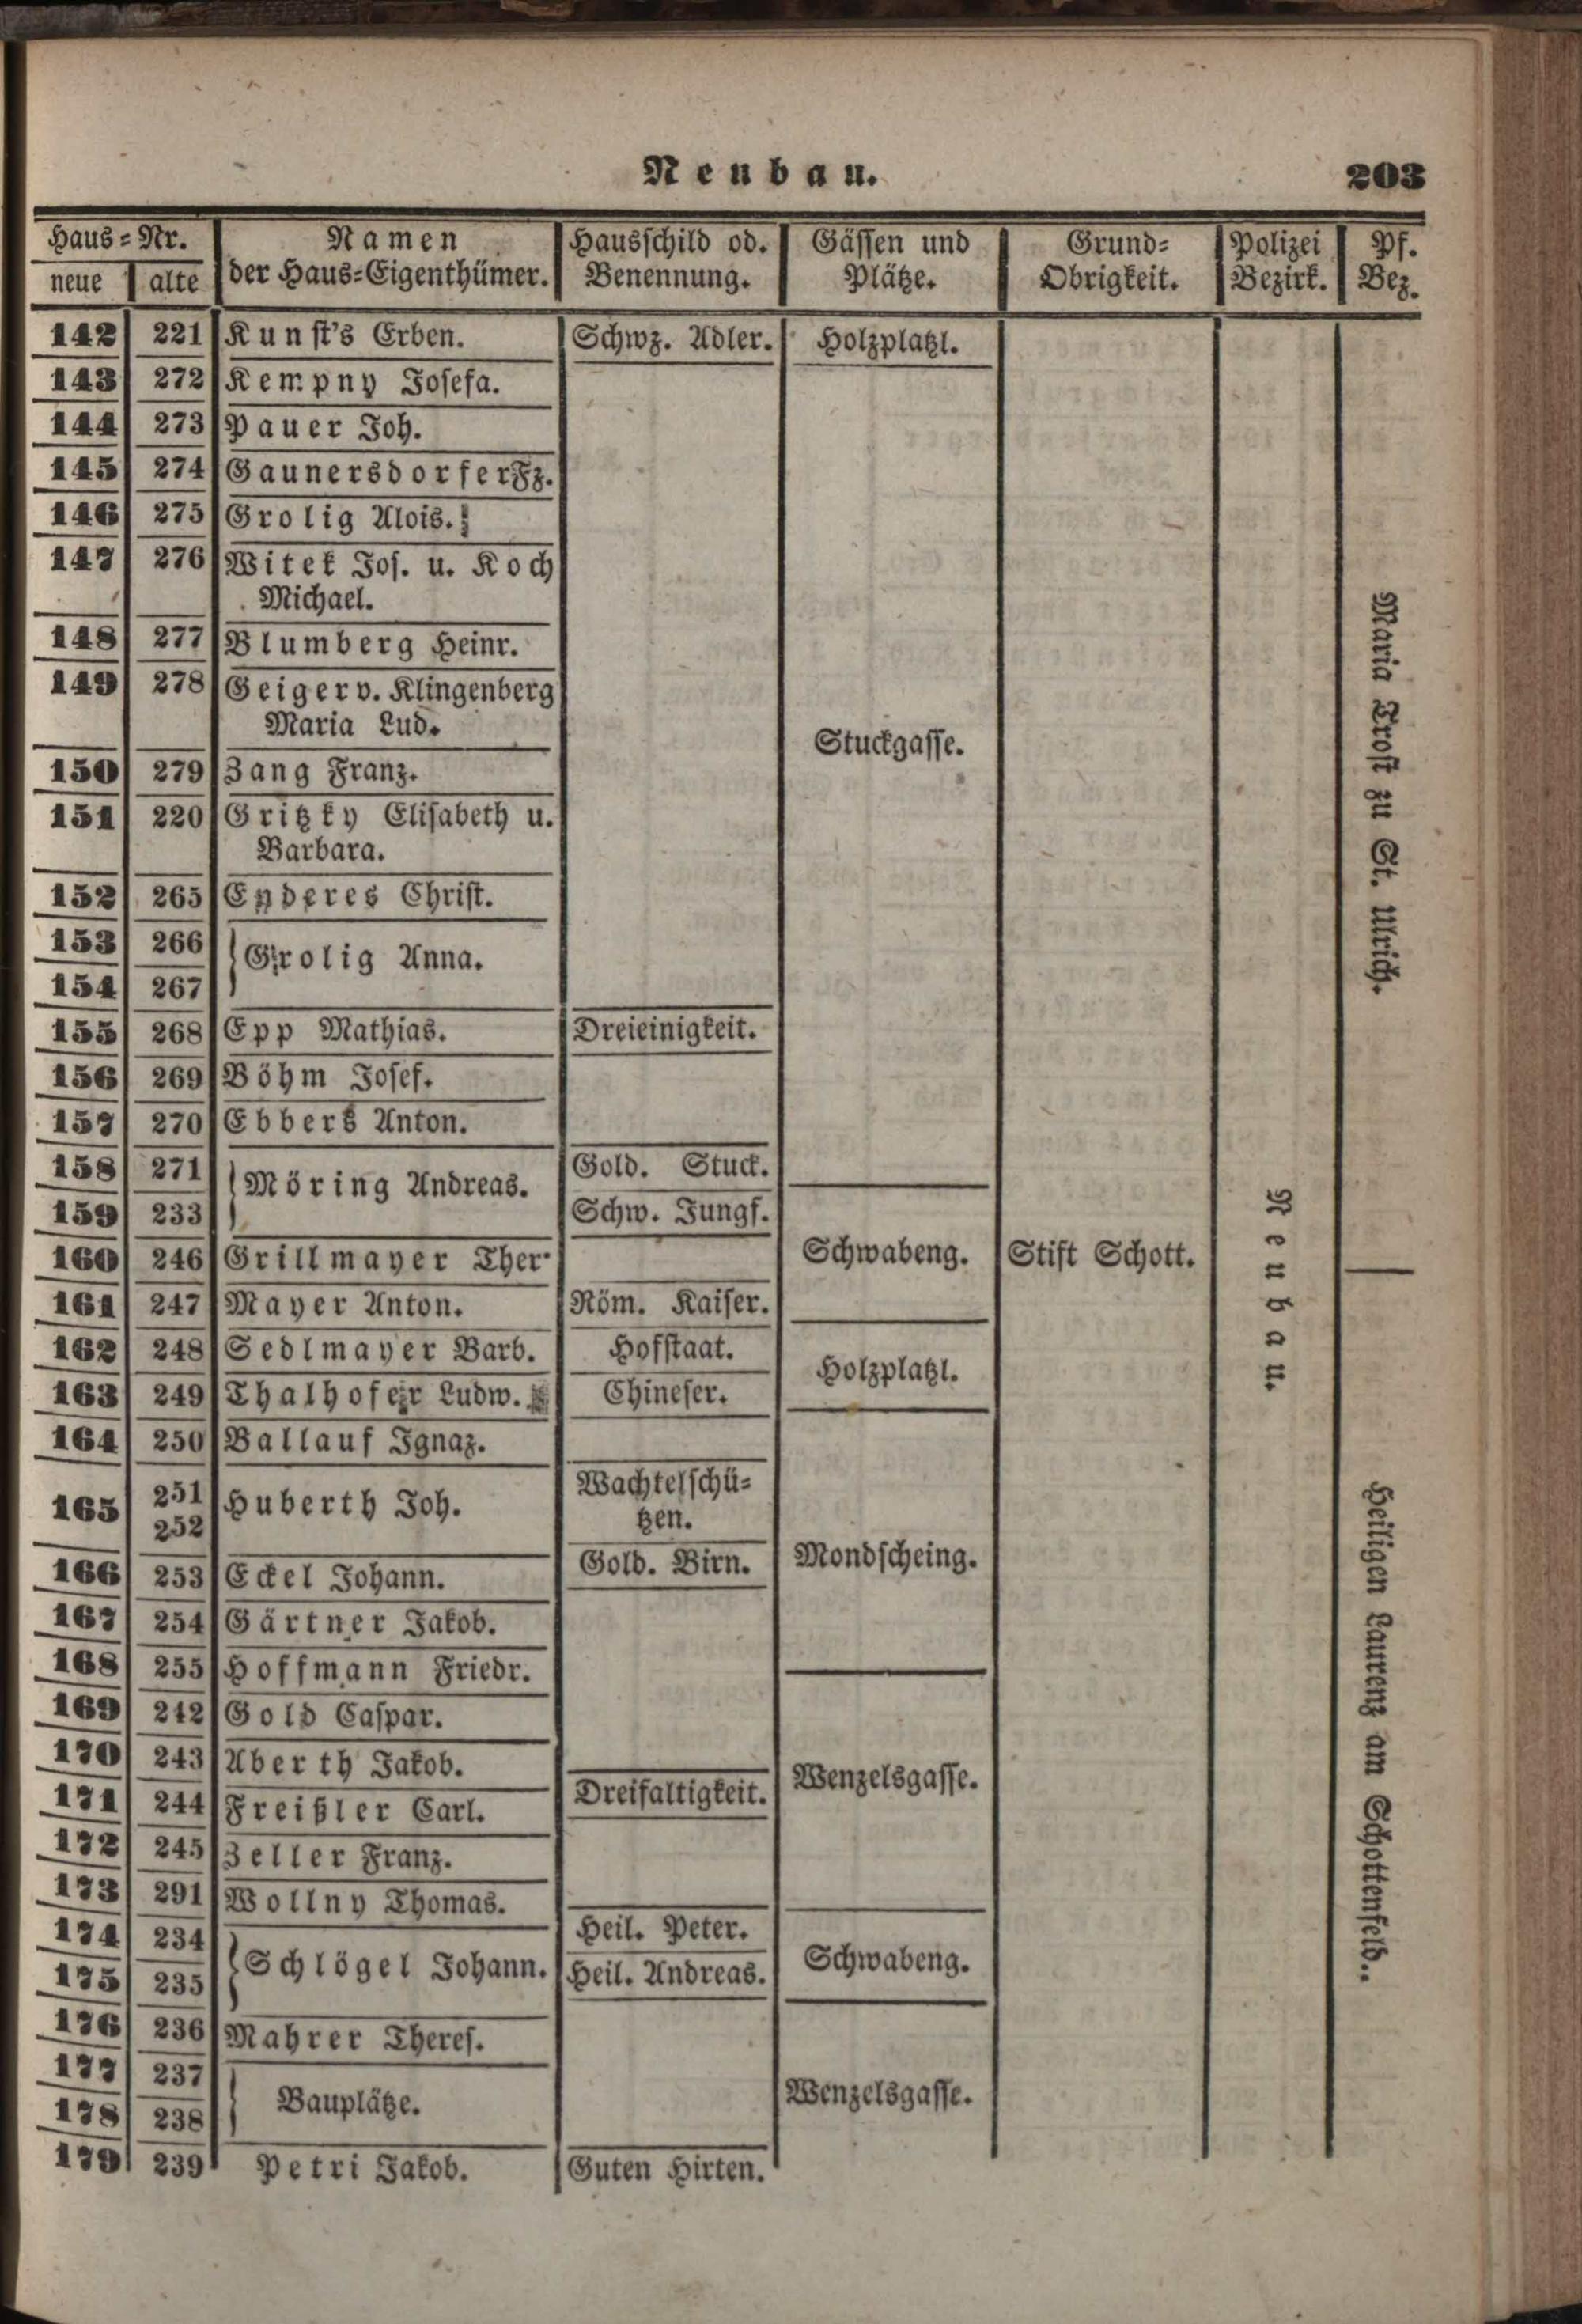 Neubau. 203
Haus-Nr. Namen Hausschild od. Gässen und Grund- Polizei Pf.
neue alte der Haus-Eigenthümer. Benennung. Plätze. Obrigkeit. Bezirk. Bez.
142 221 Kunst's Erben. Schwz. Adler. Holzplatzl.
143 272 Kempny Josefa.
144 273 Pauer Joh.
145 274 Gaunersdorfer Fz.
146 275 Grolig Alois.
147 276 Witek Jos. u. Koch
Michael.
148 277 Blumberg Heinr.
149 278 Geiger v. Klingenberg
Maria Lud.
Stuckgasse.
150 279 Zang Franz.
151 220 Gritzky Elisabeth u.
Barbara.
Maria Trost zu St. Ulrich.
152 265 Enderes Christ.
153 266
Grolig Anna.
154 267
155 268 Epp Mathias. Dreieinigkeit.
156 269 Böhm Josef.
157 270 Ebbers Anton.
158 271 Gold. Stuck.
Möring Andreas.
159 233 Schw. Jungf.
160 246 Grillmayer Ther. Schwabeng. Stift Schott.
Neubau.
161 247 Mayer Anton. Röm. Kaiser.
162 248 Sedlmayer Barb. Hofstaat.
Holzplatzl.
163 249 Thalhofer Ludw. Chineser.
164 250 Ballauf Ignaz.
251 Wachtelschü-
165 Huberth Joh.
252 tzen.
166 253 Eckel Johann. Gold. Birn. Mondscheing.
167 254 Gärtner Jakob.
168 255 Hoffmann Friedr.
169 242 Gold Caspar.
Heiligen Laurenz am Schottenfeld..
170 243 Aberth Jakob.
Wenzelsgasse.
171 244 Freißler Carl. Dreifaltigkeit.
172 245 Zeller Franz.
173 291 Wollny Thomas.
174 234 Heil. Peter.
Schlögel Johann. Schwabeng.
175 235 Heil. Andreas.
176 236 Mahrer Theres.
177 237
Bauplätze. Wenzelsgasse.
178 238
179 239 Petri Jakob. Guten Hirten.